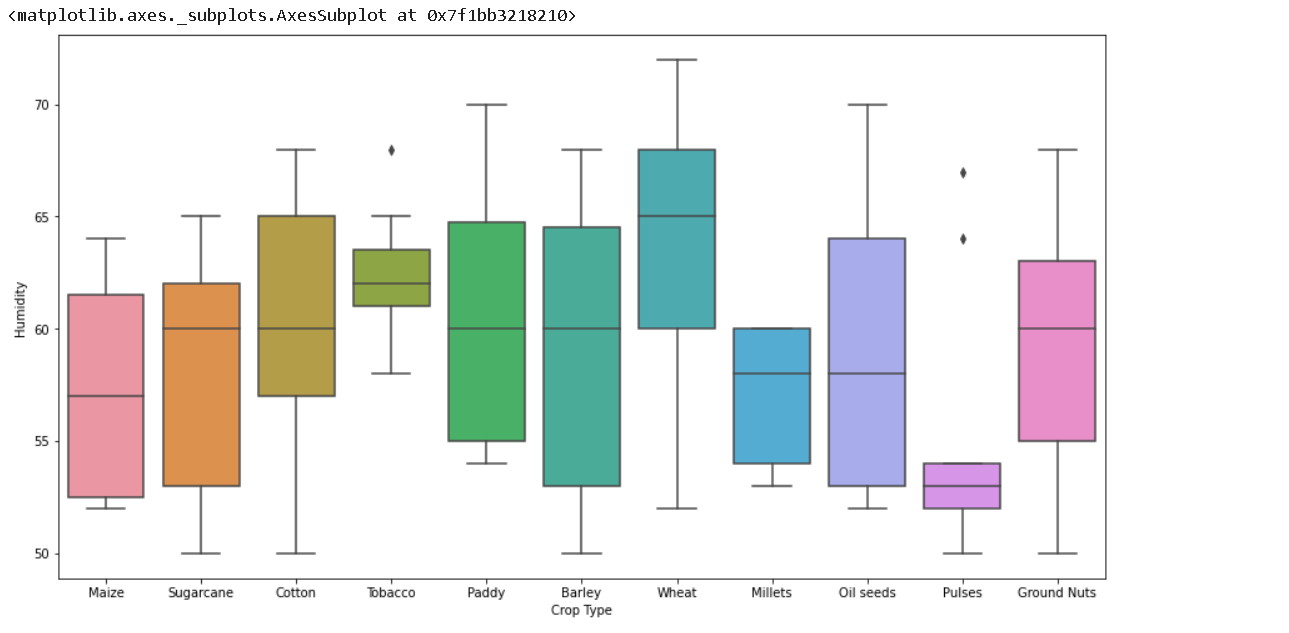 <matplotlib.axes._subplots.AxesSubplot at 0x7f1bb3218210>
70
65
60
55
50
Humidity
Maize Sugarcane Cotton Tobacco Paddy Barley Wheat Millets Oil seeds Pulses Ground Nuts
Crop Type